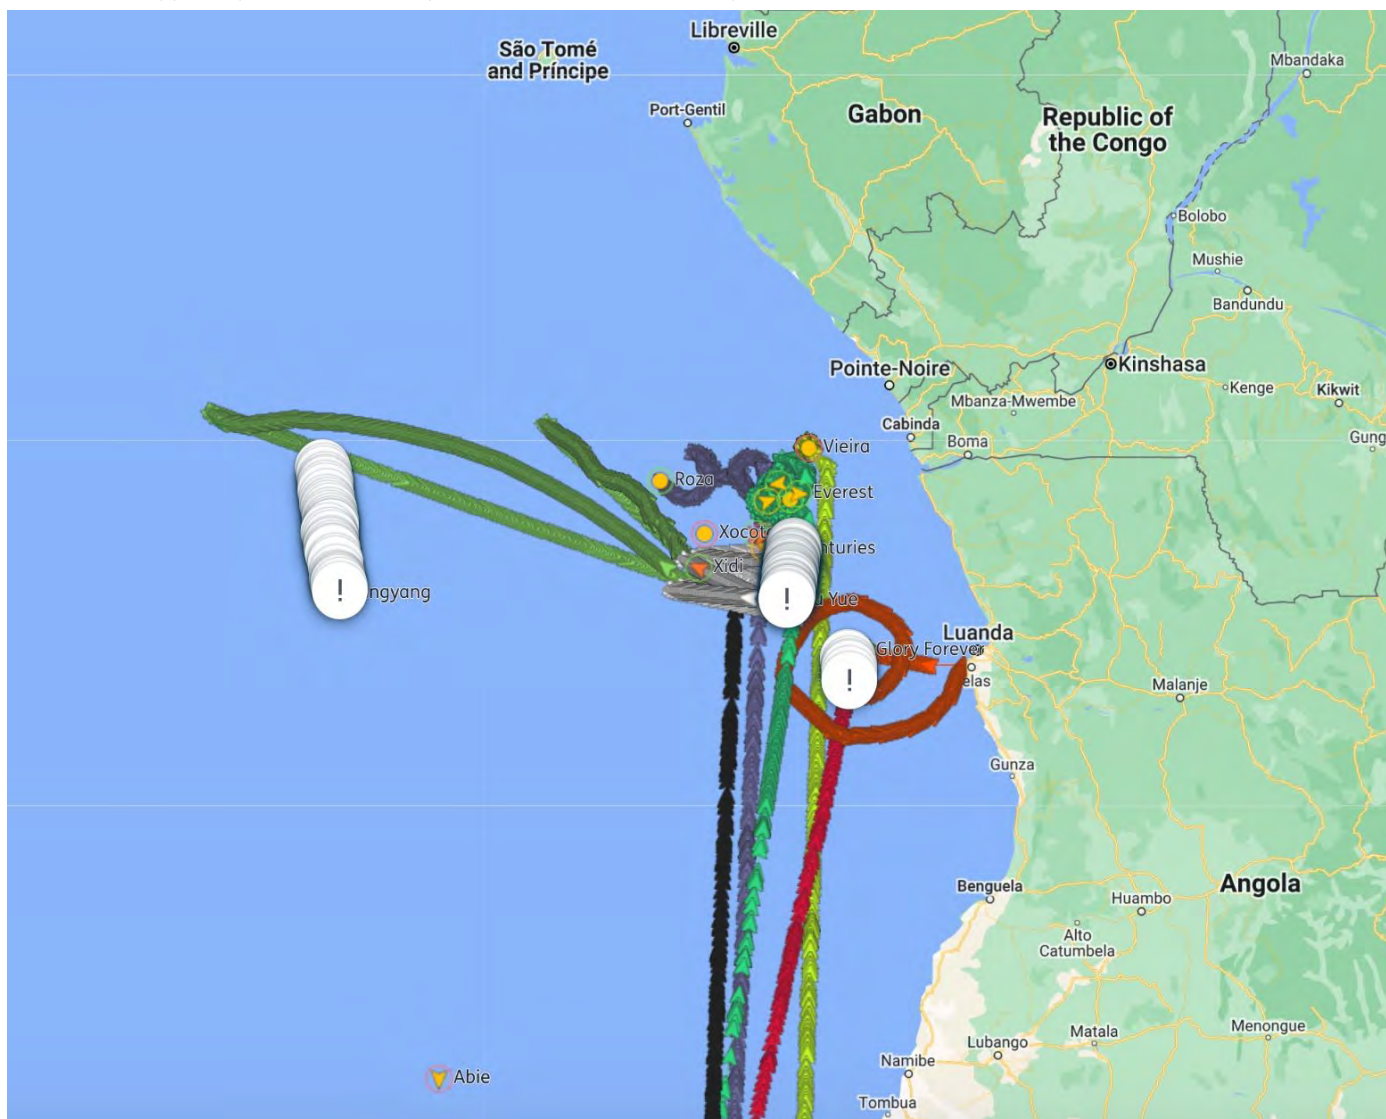 Libreville
São Tomé
and Príncipe
Mbandaka
Port-Gentil
Gabon
Republic of
the Congo
Bolobo
Mushie
Bandundu
Pointe-Noire
Kinshasa
Kenge
Kikwit
Mbanza-Mwembe
Cabinda
Boma
Gung
Vieira
Roza
Everest
Xocot
nturies
Xidi
!
ngyang
!
Yue
Luanda
Glory Forever
!
elas
Malanje
Gunza
Benguela
Huambo
Angola
Alto
Catumbela
Lubango
Matala
Menongue
Namibe
Abie
Tombua